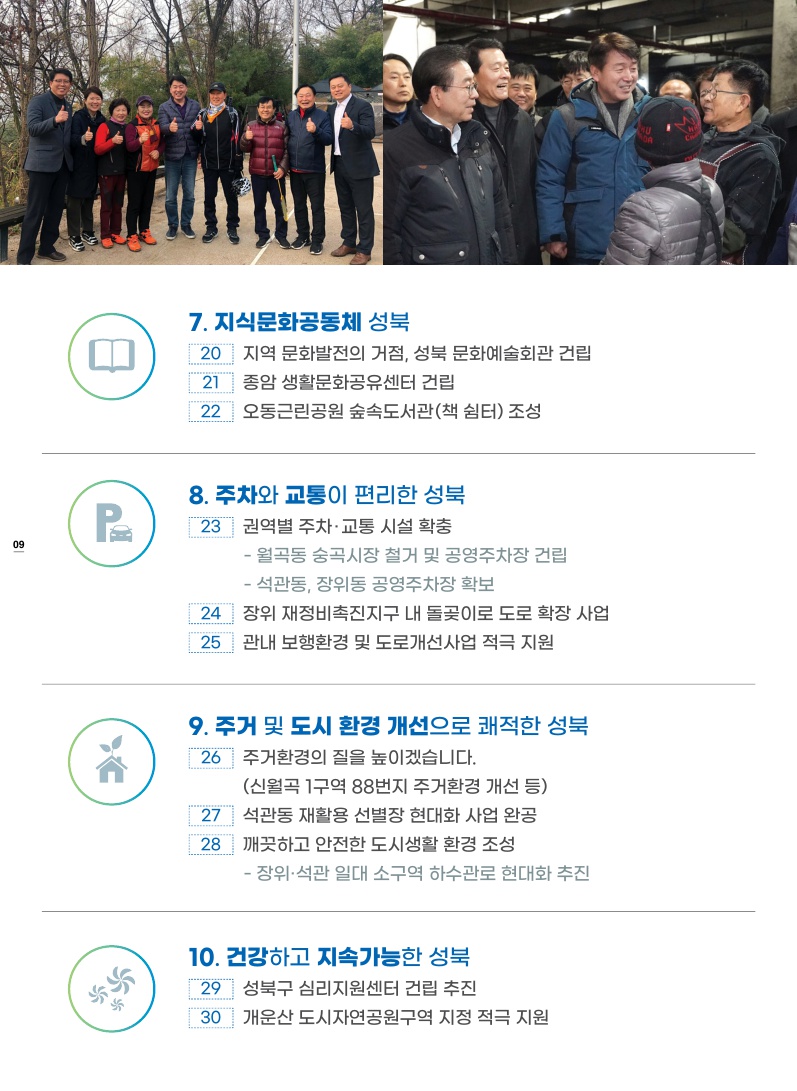 7. 지식문화공동체 성북
20 지역 문화발전의 거점, 성북 문화예술회관 건립
21 종암 생활문화공유센터 건립
22 오동근린공원 숲속도서관(책 쉼터) 조성
8. 주차와 교통이 편리한 성북
23 권역별 주차·교통 시설 확충
- 월곡동 숭곡시장 철거 및 공영주차장 건립
- 석관동, 장위동 공영주차장 확보
09
24 장위 재정비촉진지구 내 돌곶이로 도로 확장 사업
25 관내 보행환경 및 도로개선사업 적극 지원
9. 주거 및 도시 환경 개선으로 쾌적한 성북
26 주거환경의 질을 높이겠습니다.
(신월곡 1구역 88번지 주거환경 개선 등)
27 석관동 재활용 선별장 현대화 사업 완공
28 깨끗하고 안전한 도시생활 환경 조성
- 장위·석관 일대 소구역 하수관로 현대화 추진
10. 건강하고 지속가능한 성북
29 성북구 심리지원센터 건립 추진
30 개운산 도시자연공원구역 지정 적극 지원